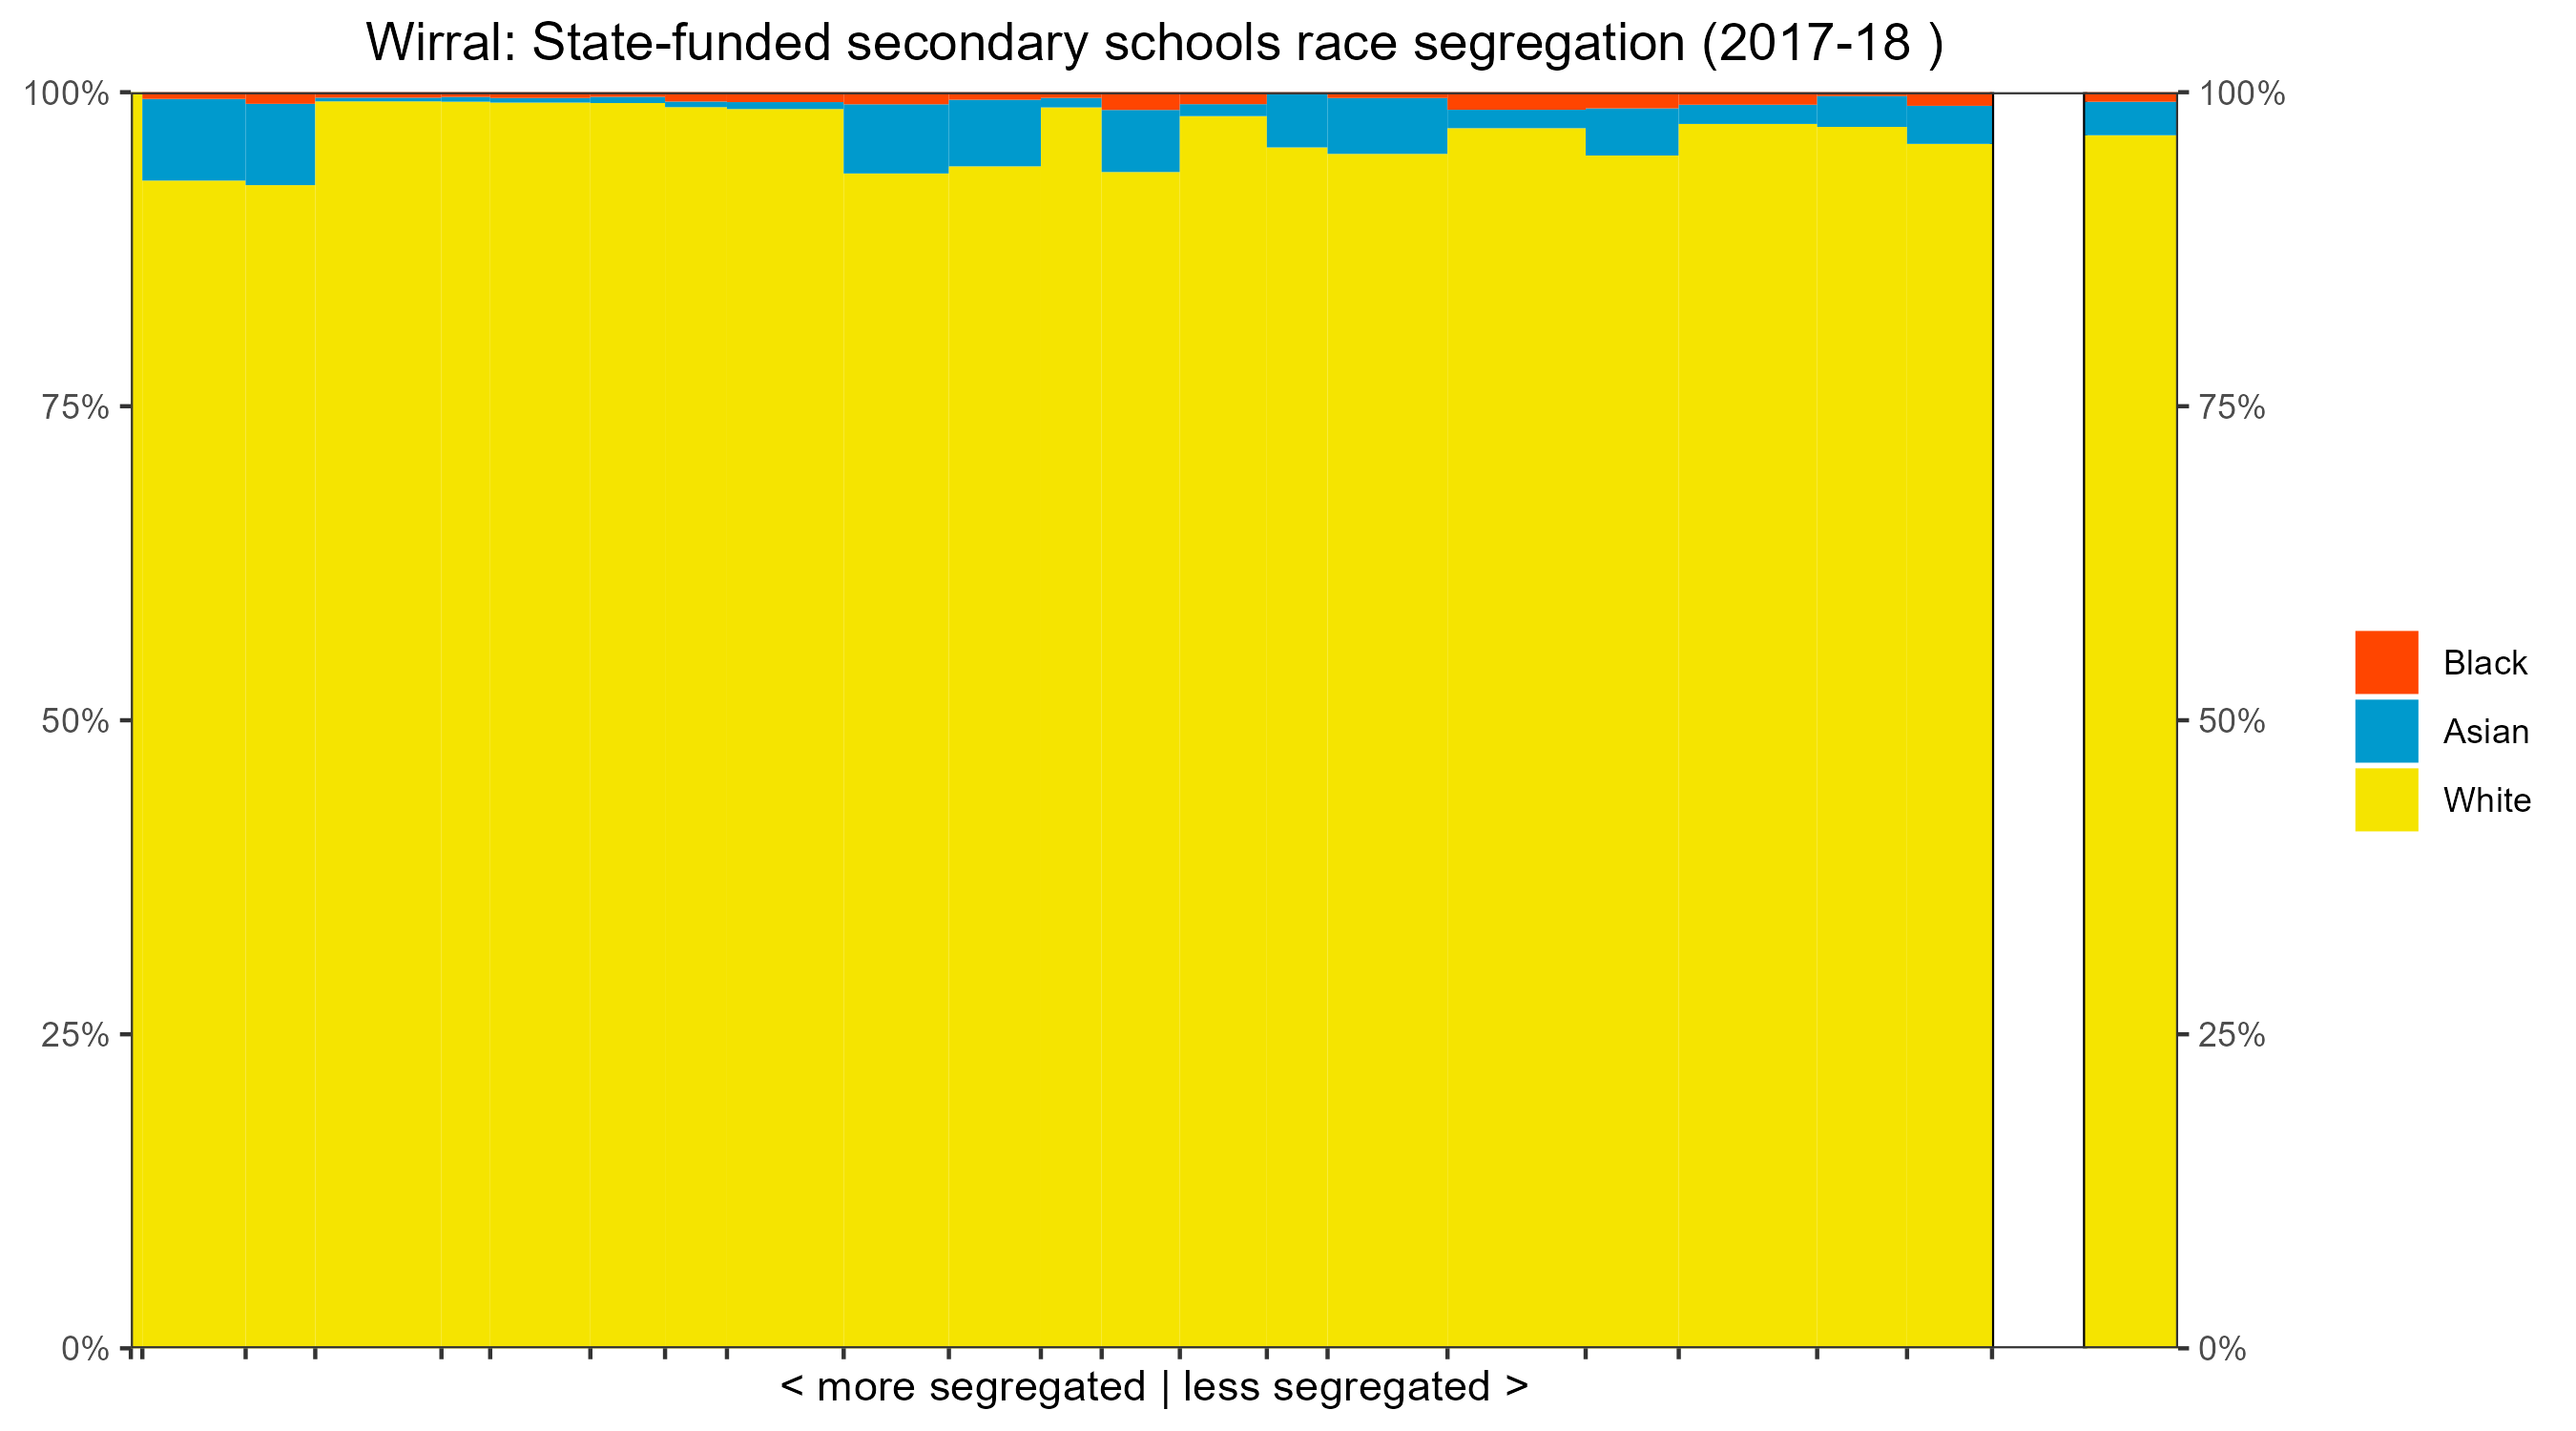 Wirral: State-funded secondary schools race segregation (2017-18 )
100%
75%
50%
25%
0%
100%
75%
50%
25%
0%
Black
Asian
White
< more segregated | less segregated >